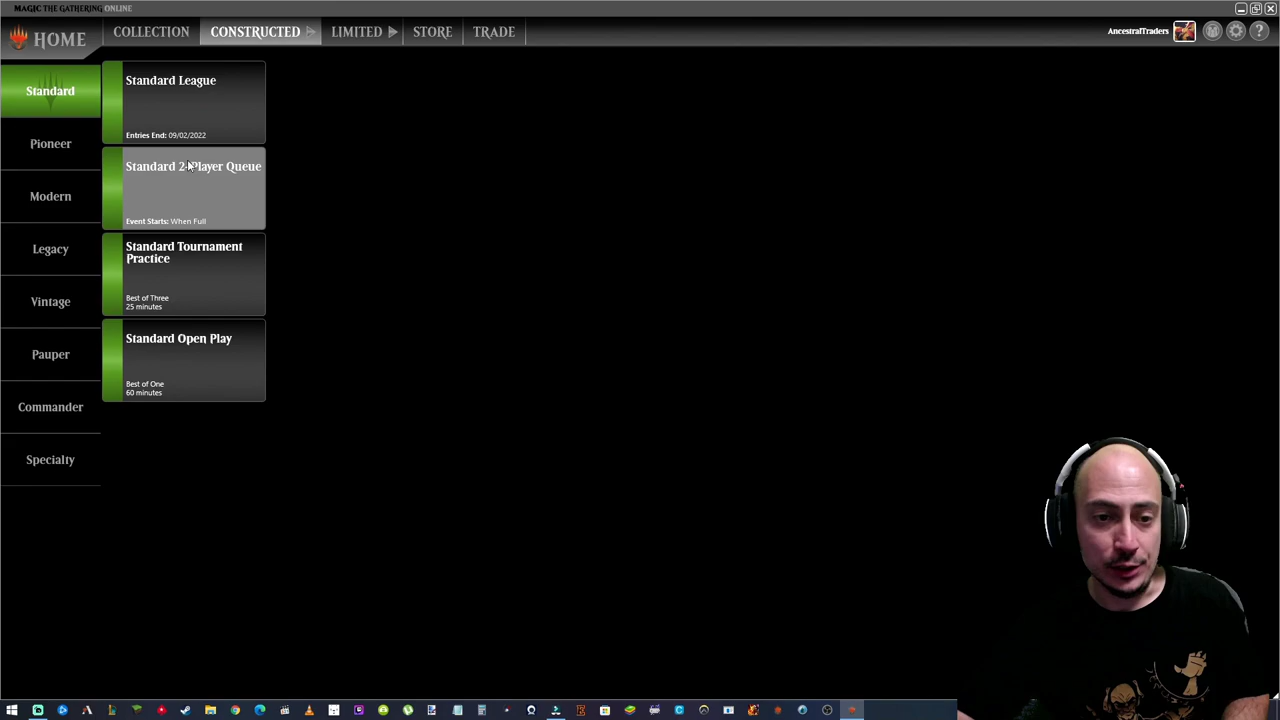 MAGIC THE GATHERING ONLINE
HOME
COLLECTION
CONSTRUCTED
LIMITED
STORE
TRADE
AncestralTraders
Standard
Pioneer
Modern
Legacy
Vintage
Pauper
Commander
Specialty
Standard League
Entries End: 09/02/2022
Standard 2-Player Queue
Event Starts: When Full
Standard Tournament
Practice
Best of Three
25 minutes
Standard Open Play
Best of One
60 minutes